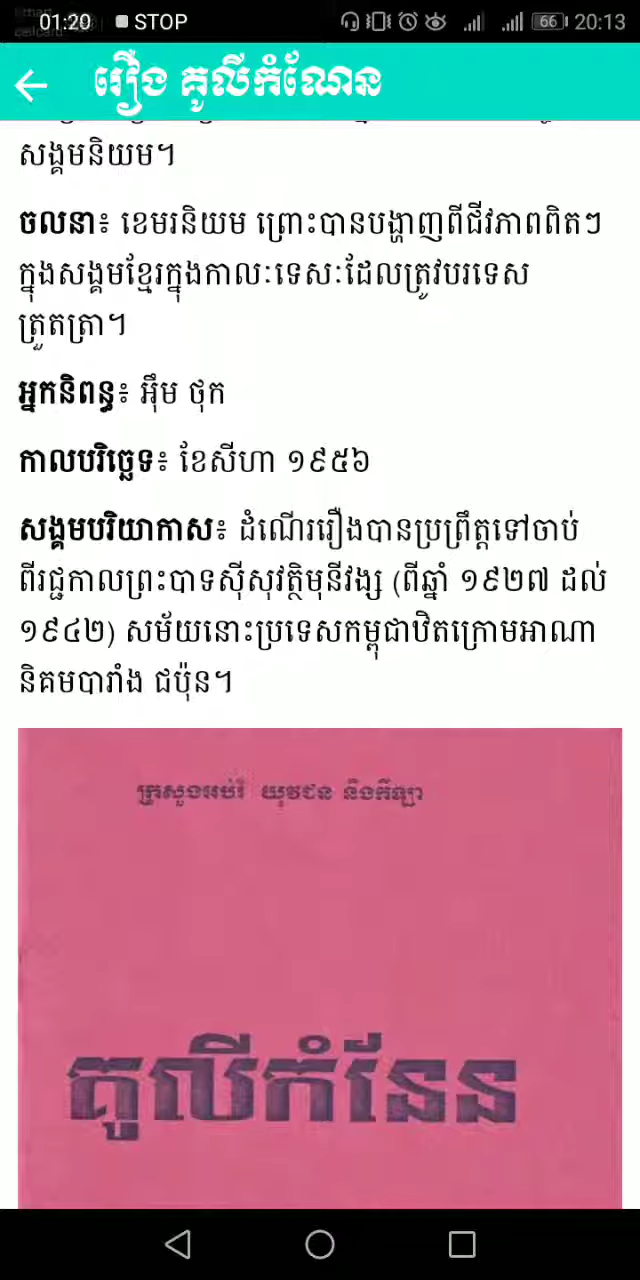 01:20 STOP 66 20:13
រឿង គូលីកំណែន
សង្គមនិយម។
ចលនា៖ ខេមរនិយម ព្រោះបានបង្ហាញពីជីវភាពពិតៗ
ក្នុងសង្គមខ្មែរក្នុងកាលៈទេសៈដែលត្រូវបរទេស
ត្រួតត្រា។
អ្នកនិពន្ធ៖ អ៊ឹម ថុក
កាលបរិច្ឆេទ៖ ខែសីហា ១៩៥៦
សង្គមបរិយាកាស៖ ដំណើររឿងបានប្រព្រឹត្តទៅចាប់
ពីរជ្ជកាលព្រះបាទស៊ីសុវត្ថិមុនីវង្ស (ពីឆ្នាំ ១៩២៧ ដល់
១៩៤២) សម័យនោះប្រទេសកម្ពុជាឋិតក្រោមអាណា
និគមបារាំង ជប៉ុន។
ក្រសួងអប់រំ យុវជន និងកីឡា
គូលីកំនែន